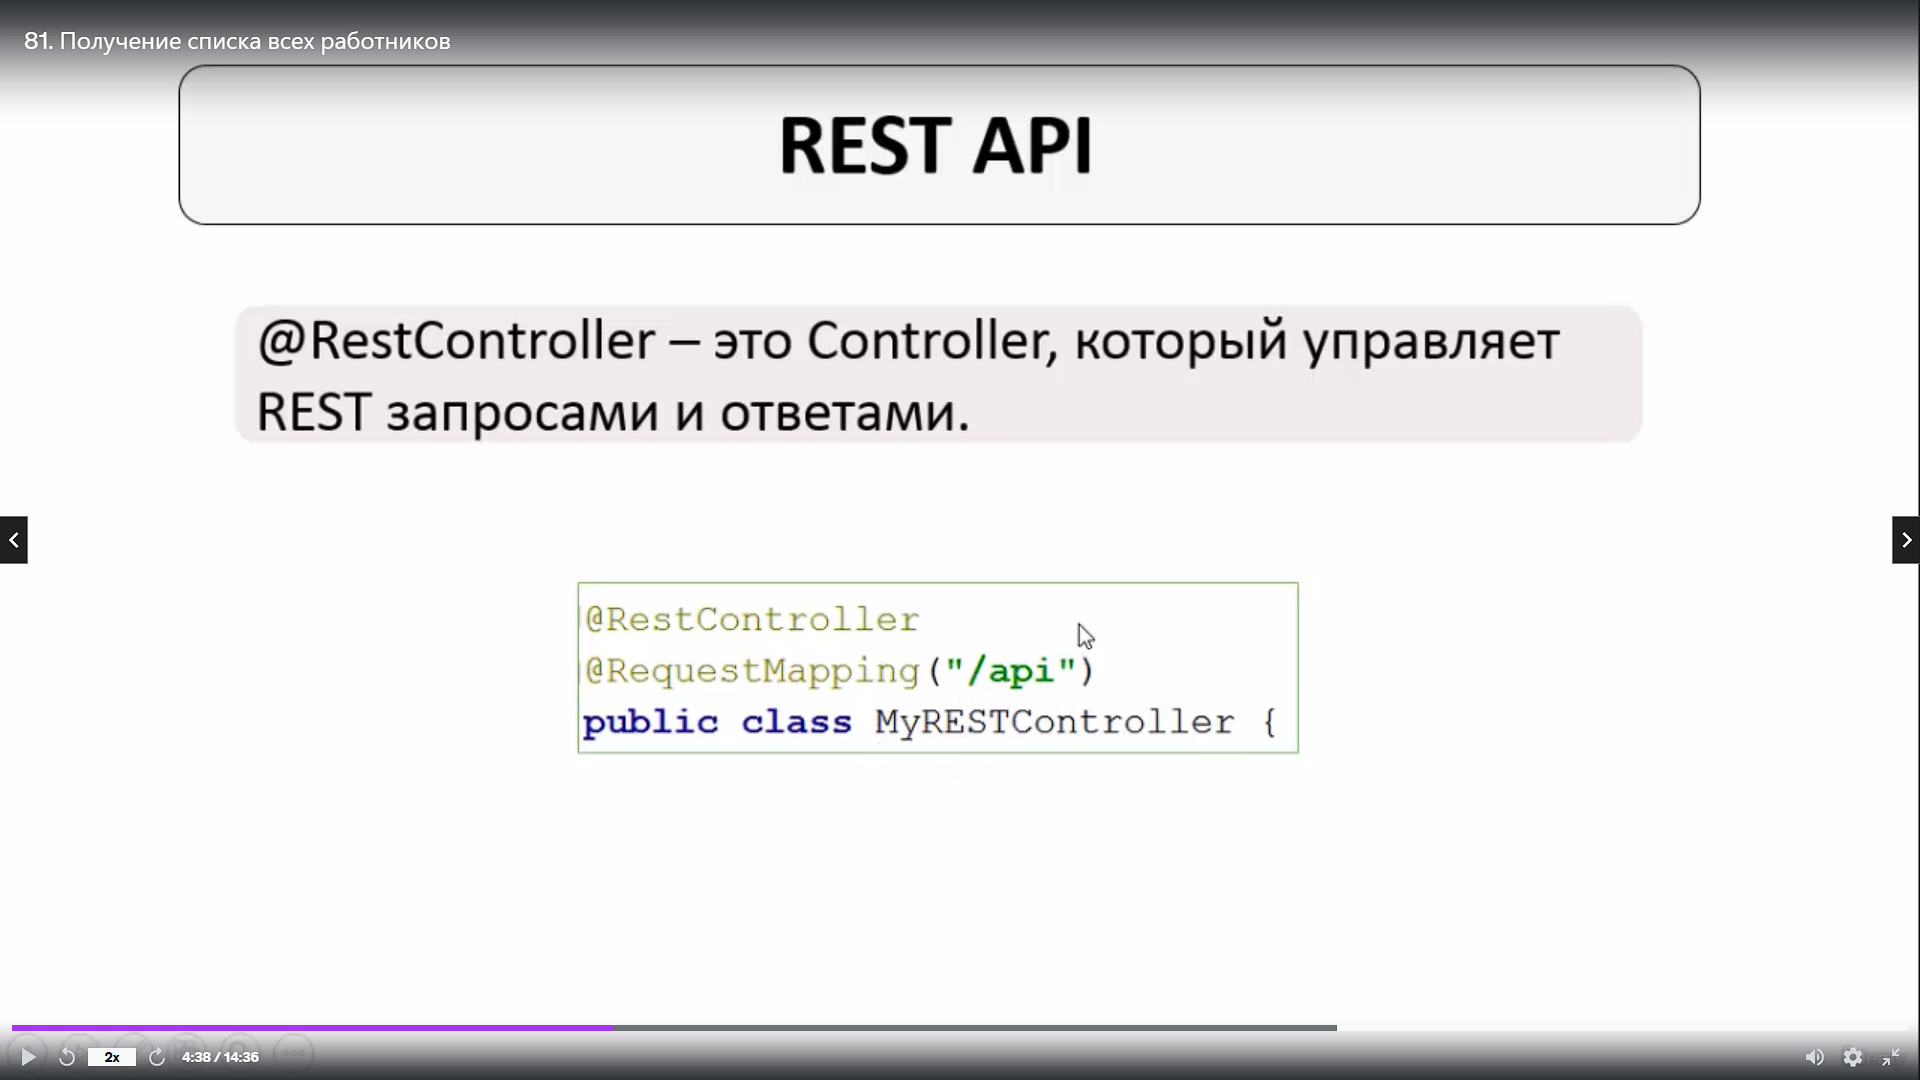 81. Получение списка всех работников
REST API
@RestController – это Controller, который управляет
REST запросами и ответами.
@RestController
@RequestMapping("/api")
public class MyRESTController {
2x
4:38 / 14:36